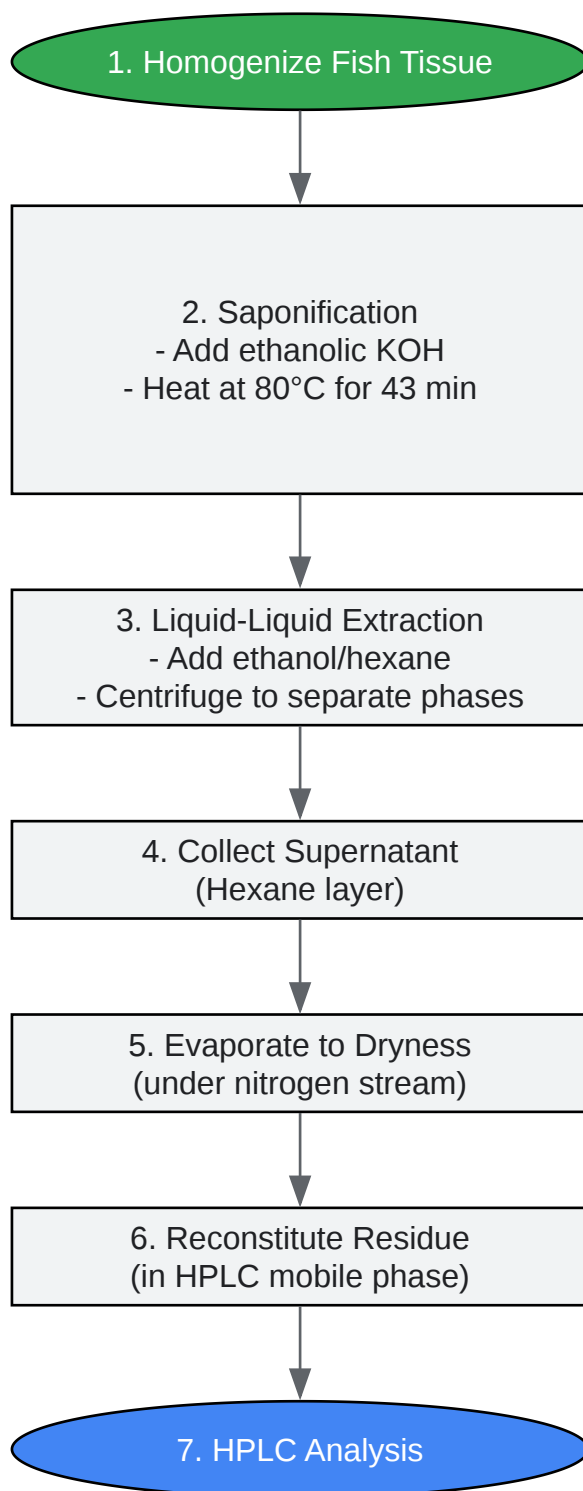 1. Homogenize Fish Tissue
2. Saponification
- Add ethanolic KOH
- Heat at 80°C for 43 min
3. Liquid-Liquid Extraction
- Add ethanol/hexane
- Centrifuge to separate phases
4. Collect Supernatant
(Hexane layer)
5. Evaporate to Dryness
(under nitrogen stream)
6. Reconstitute Residue
(in HPLC mobile phase)
7. HPLC Analysis